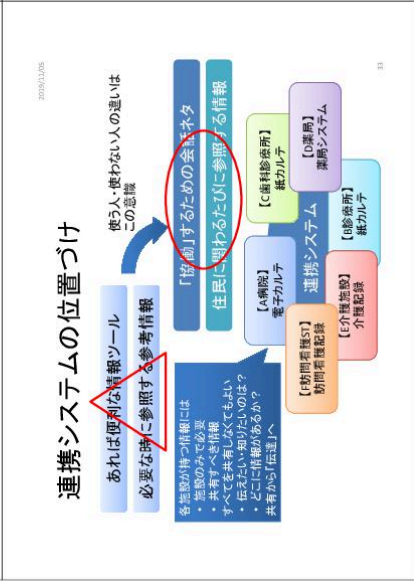 2019/11/05
連携システムの位置づけ
あれば便利な情報ツール
必要な時に参照する参考情報
使う人・使わない人の違いは
この意識
「協働」するための会話ネタ
住民に関わるたびに参照する情報
各施設が持つ情報には
・ 施設のみで必要
・ 共有すべき情報
すべてを共有しなくてもよい
・ 伝えたい・知りたいのは？
・ どこに情報があるか？
共有から「伝達」へ
【A病院】
電子カルテ
【C歯科診療所】
紙カルテ
【F訪問看護ST】
訪問看護記録
連携システム
【D薬局】
薬局システム
【E介護施設】
介護記録
【B診療所】
紙カルテ
33